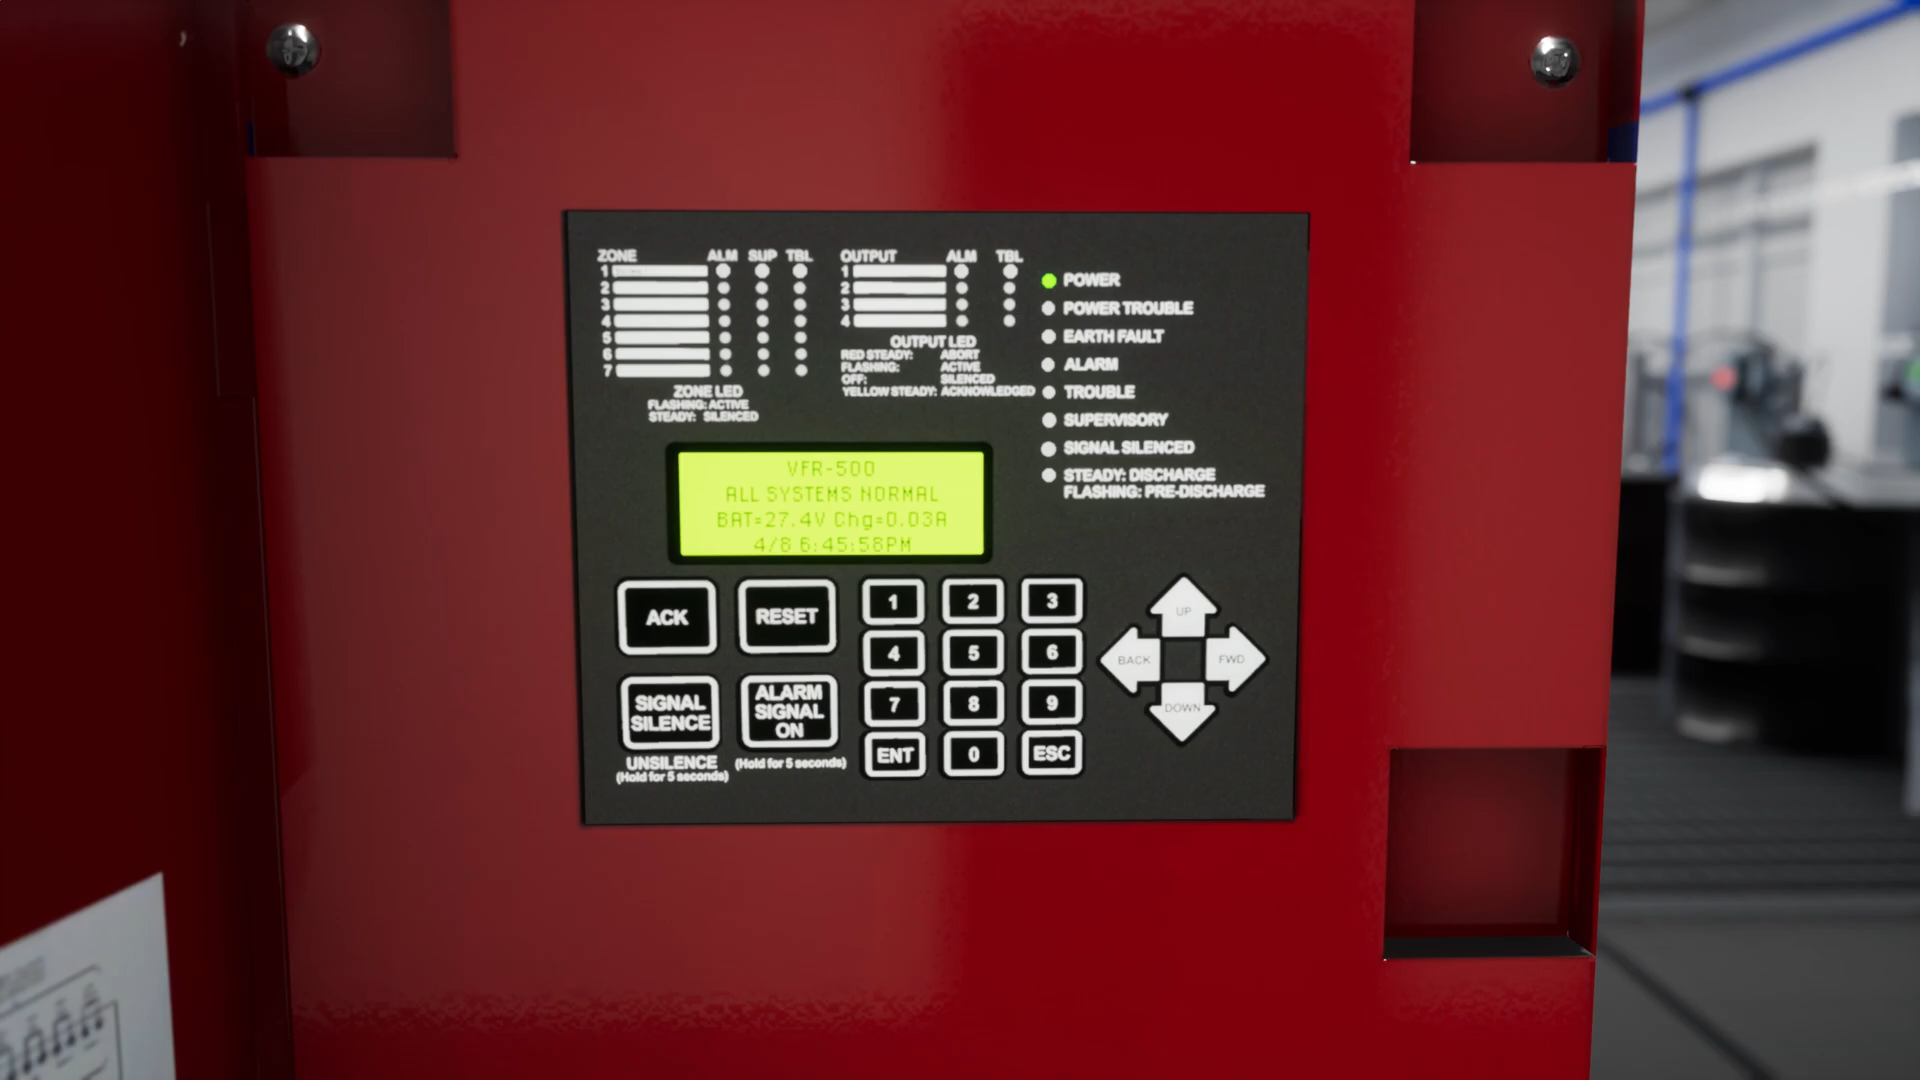 ZONE ALM SUP TBL
1
2
3
4
5
6
7
ZONE LED
FLASHING: ACTIVE
STEADY: SILENCED
OUTPUT ALM TBL
1
2
3
4
OUTPUT LED
RED STEADY: ABORT
FLASHING: ACTIVE
OFF: SILENCED
YELLOW STEADY: ACKNOWLEDGED
POWER
POWER TROUBLE
EARTH FAULT
ALARM
TROUBLE
SUPERVISORY
SIGNAL SILENCED
STEADY: DISCHARGE
FLASHING: PRE-DISCHARGE
VFR-500
ALL SYSTEMS NORMAL
BAT=27.4V Chg=0.03A
4/8 6:45:58PM
ACK
RESET
SIGNAL
SILENCE
UNSILENCE
(Hold for 5 seconds)
ALARM
SIGNAL
ON
(Hold for 5 seconds)
1 2 3
4 5 6
7 8 9
ENT 0 ESC
UP
BACK FWD
DOWN